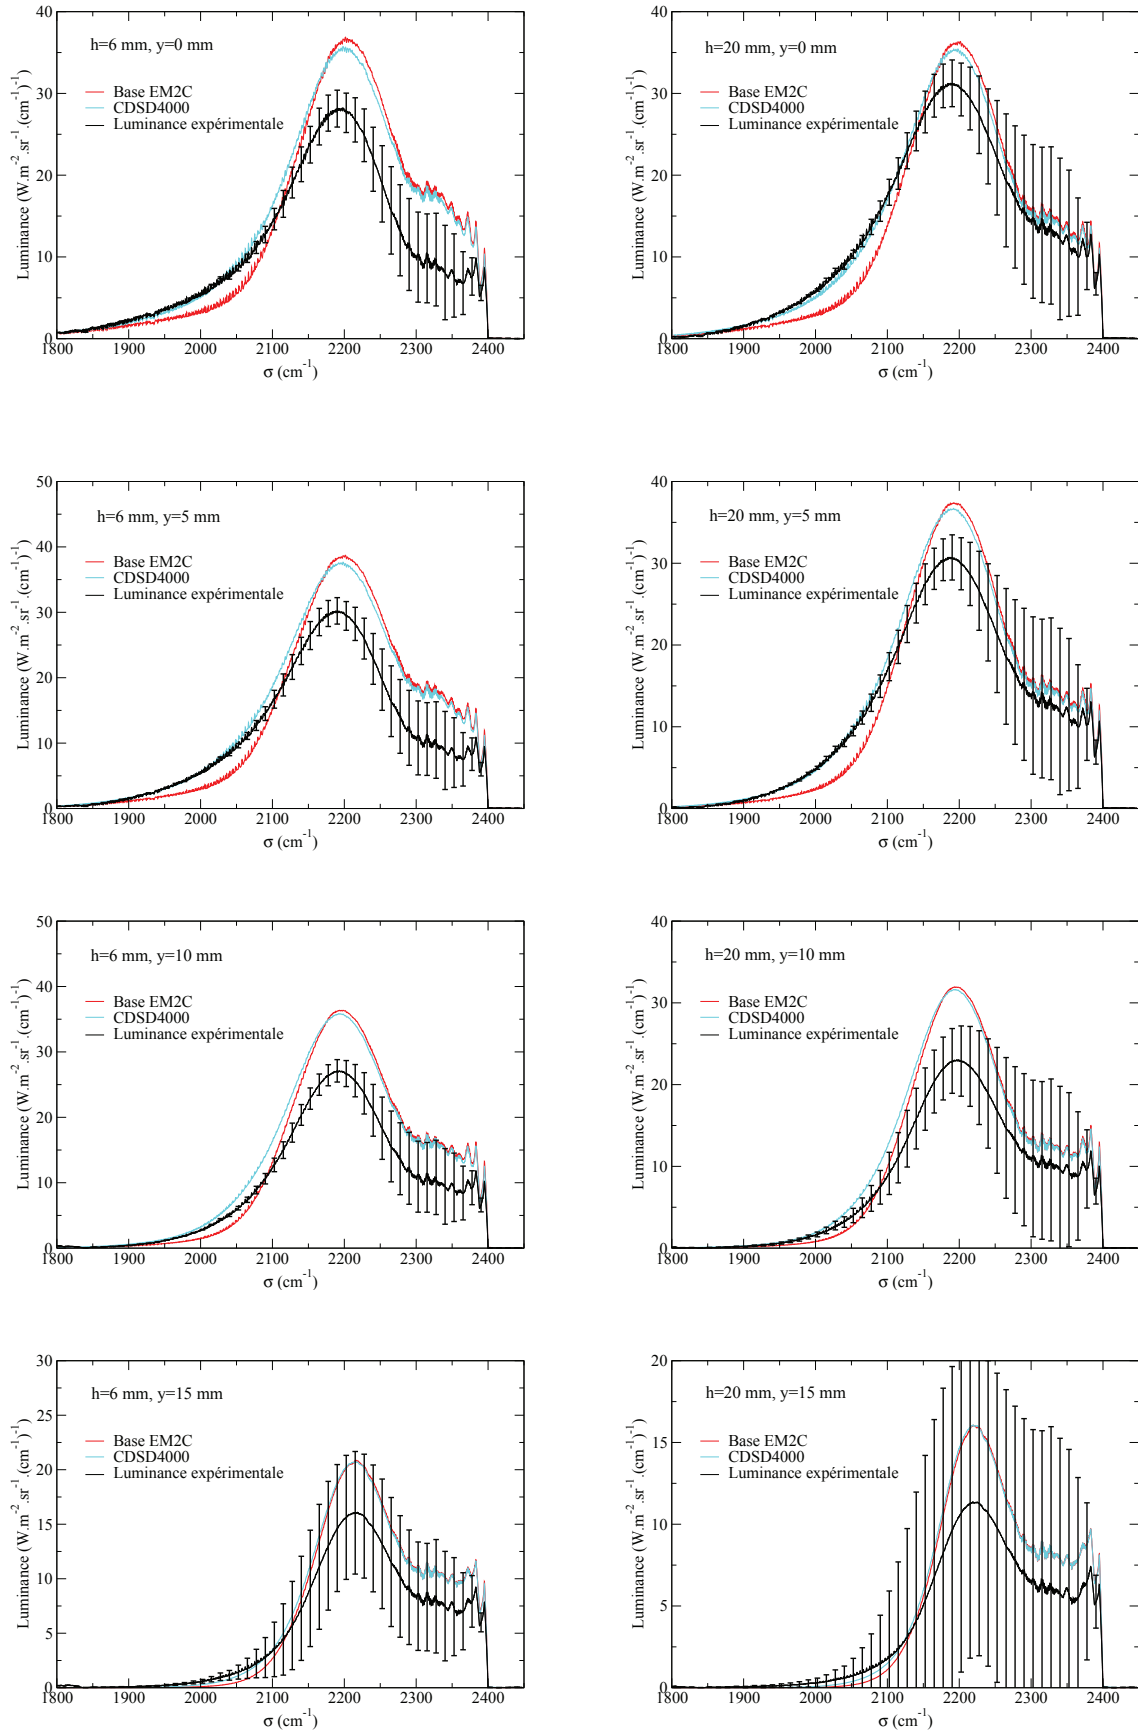 h=6 mm, y=0 mm
Base EM2C
CDSD4000
Luminance expérimentale
Luminance (W.m⁻².sr⁻¹.(cm⁻¹)⁻¹)
40
30
20
10
0
1800 1900 2000 2100 2200 2300 2400
σ (cm⁻¹)
h=20 mm, y=0 mm
Base EM2C
CDSD4000
Luminance expérimentale
Luminance (W.m⁻².sr⁻¹.(cm⁻¹)⁻¹)
40
30
20
10
0
1800 1900 2000 2100 2200 2300 2400
σ (cm⁻¹)
h=6 mm, y=5 mm
Base EM2C
CDSD4000
Luminance expérimentale
Luminance (W.m⁻².sr⁻¹.(cm⁻¹)⁻¹)
50
40
30
20
10
0
1800 1900 2000 2100 2200 2300 2400
σ (cm⁻¹)
h=20 mm, y=5 mm
Base EM2C
CDSD4000
Luminance expérimentale
Luminance (W.m⁻².sr⁻¹.(cm⁻¹)⁻¹)
40
30
20
10
0
1800 1900 2000 2100 2200 2300 2400
σ (cm⁻¹)
h=6 mm, y=10 mm
Base EM2C
CDSD4000
Luminance expérimentale
Luminance (W.m⁻².sr⁻¹.(cm⁻¹)⁻¹)
50
40
30
20
10
0
1800 1900 2000 2100 2200 2300 2400
σ (cm⁻¹)
h=20 mm, y=10 mm
Base EM2C
CDSD4000
Luminance expérimentale
Luminance (W.m⁻².sr⁻¹.(cm⁻¹)⁻¹)
40
30
20
10
0
1800 1900 2000 2100 2200 2300 2400
σ (cm⁻¹)
h=6 mm, y=15 mm
Base EM2C
CDSD4000
Luminance expérimentale
Luminance (W.m⁻².sr⁻¹.(cm⁻¹)⁻¹)
30
25
20
15
10
5
0
1800 1900 2000 2100 2200 2300 2400
σ (cm⁻¹)
h=20 mm, y=15 mm
Base EM2C
CDSD4000
Luminance expérimentale
Luminance (W.m⁻².sr⁻¹.(cm⁻¹)⁻¹)
20
15
10
5
0
1800 1900 2000 2100 2200 2300 2400
σ (cm⁻¹)